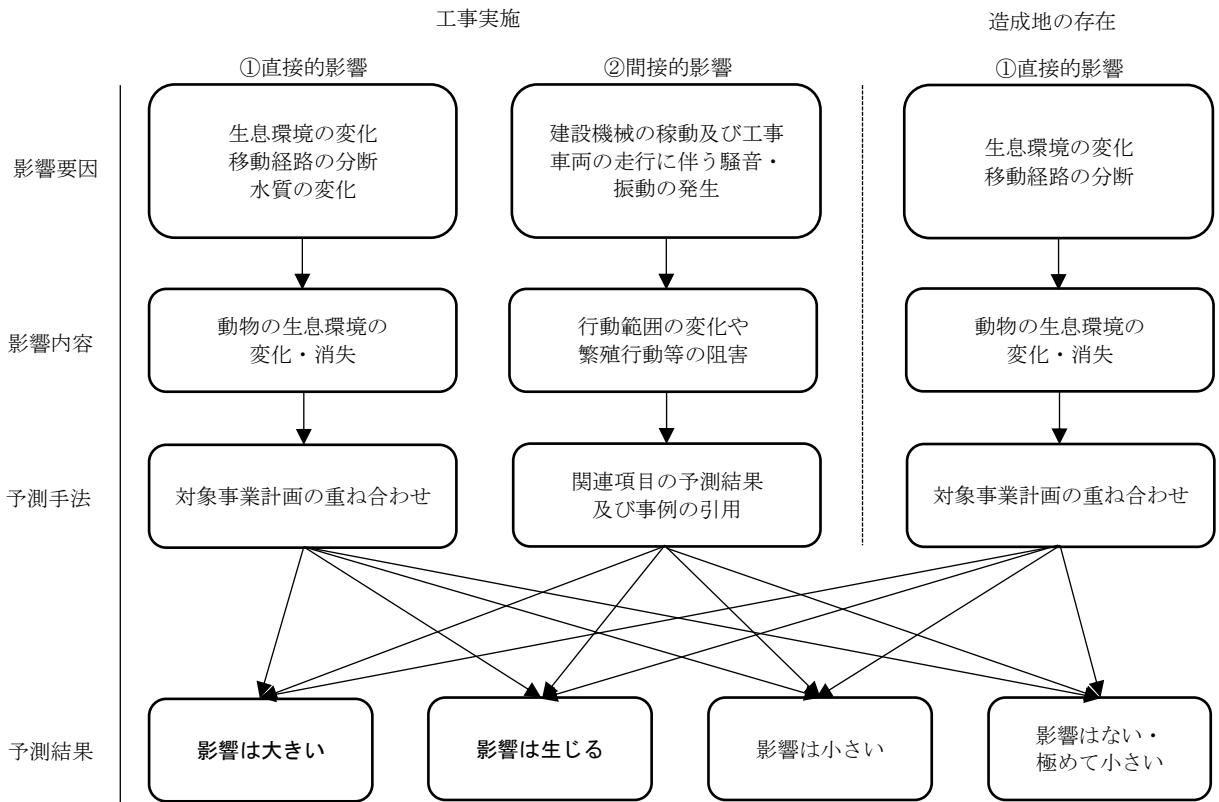 工事実施
造成地の存在
①直接的影響
②間接的影響
①直接的影響
影響要因
生息環境の変化
移動経路の分断
水質の変化
建設機械の稼動及び工事
車両の走行に伴う騒音・
振動の発生
生息環境の変化
移動経路の分断
影響内容
動物の生息環境の
変化・消失
行動範囲の変化や
繁殖行動等の阻害
動物の生息環境の
変化・消失
予測手法
対象事業計画の重ね合わせ
関連項目の予測結果
及び事例の引用
対象事業計画の重ね合わせ
予測結果
影響は大きい
影響は生じる
影響は小さい
影響はない・
極めて小さい